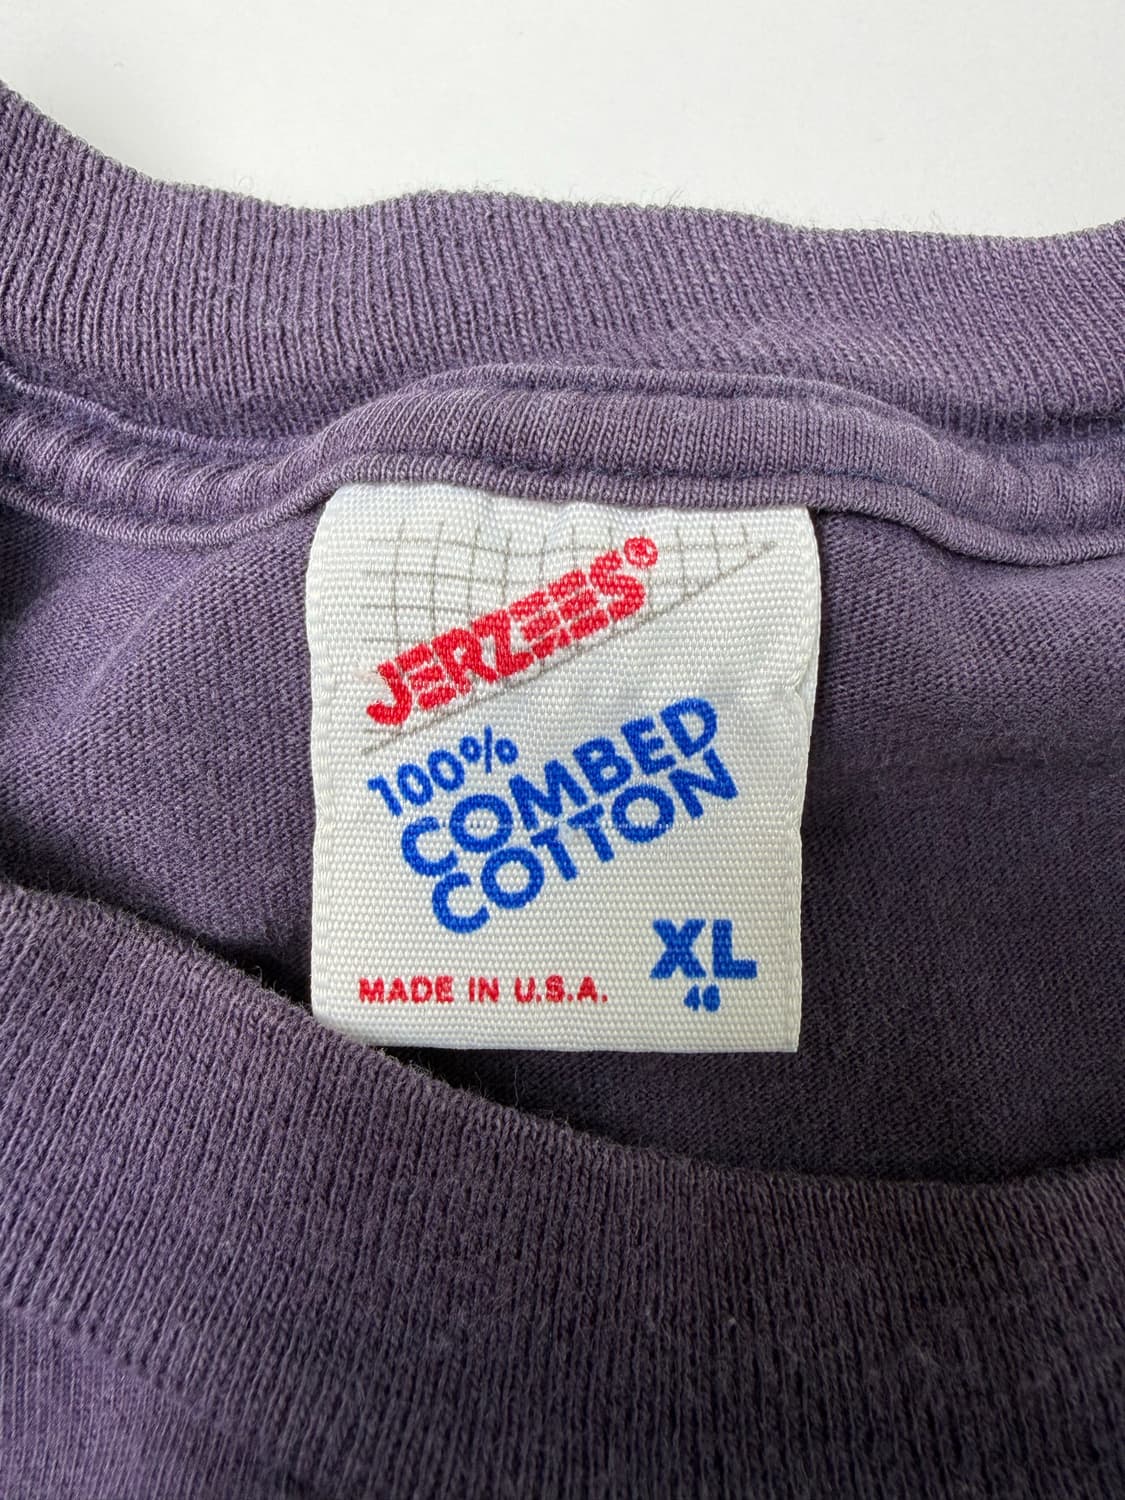 JERZEES®
100%
COMBED
COTTON
XL
46
MADE IN U.S.A.